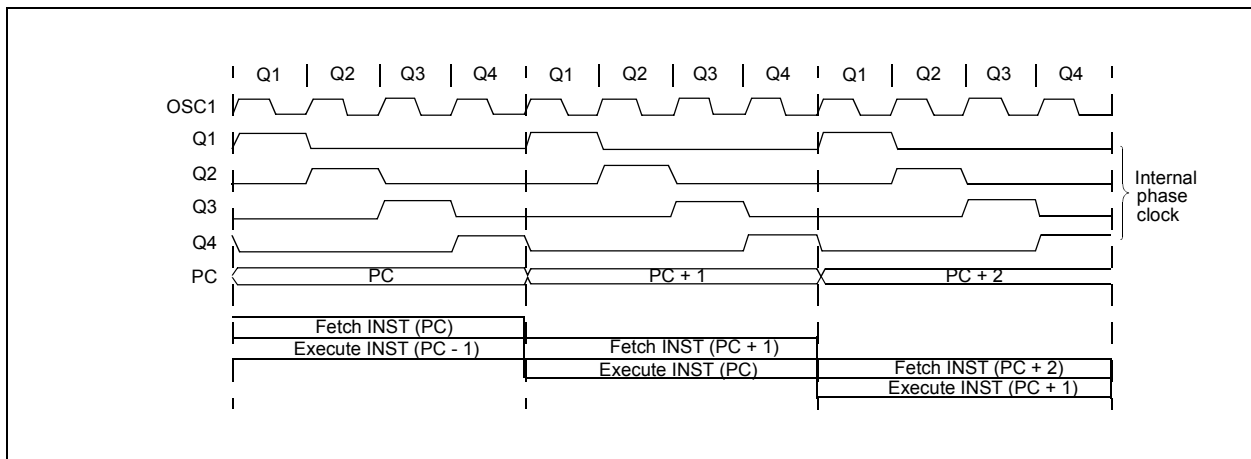 Q1 Q2 Q3 Q4 Q1 Q2 Q3 Q4 Q1 Q2 Q3 Q4
OSC1
Q1
Q2
Q3
Q4
Internal
phase
clock
PC PC PC + 1 PC + 2
Fetch INST (PC)
Execute INST (PC - 1) Fetch INST (PC + 1)
Execute INST (PC) Fetch INST (PC + 2)
Execute INST (PC + 1)